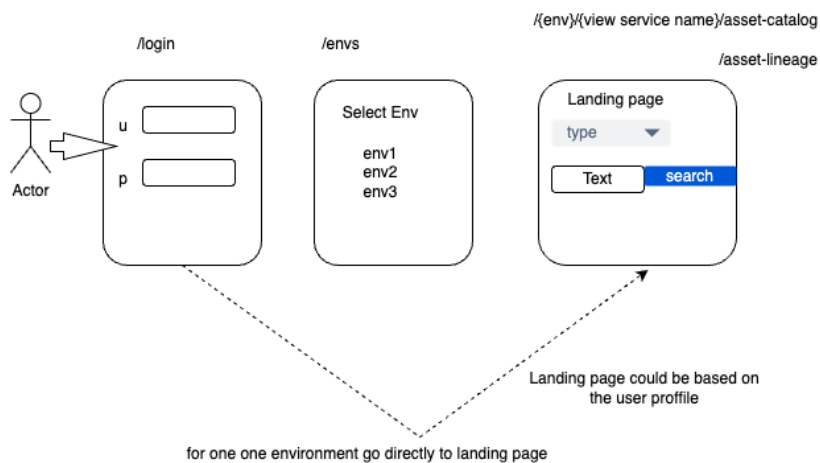 /{env}/{view service name}/asset-catalog
/login
/envs
/asset-lineage
u
p
Actor
Select Env
env1
env2
env3
Landing page
type
Text
search
Landing page could be based on
the user proffile
for one one environment go directly to landing page